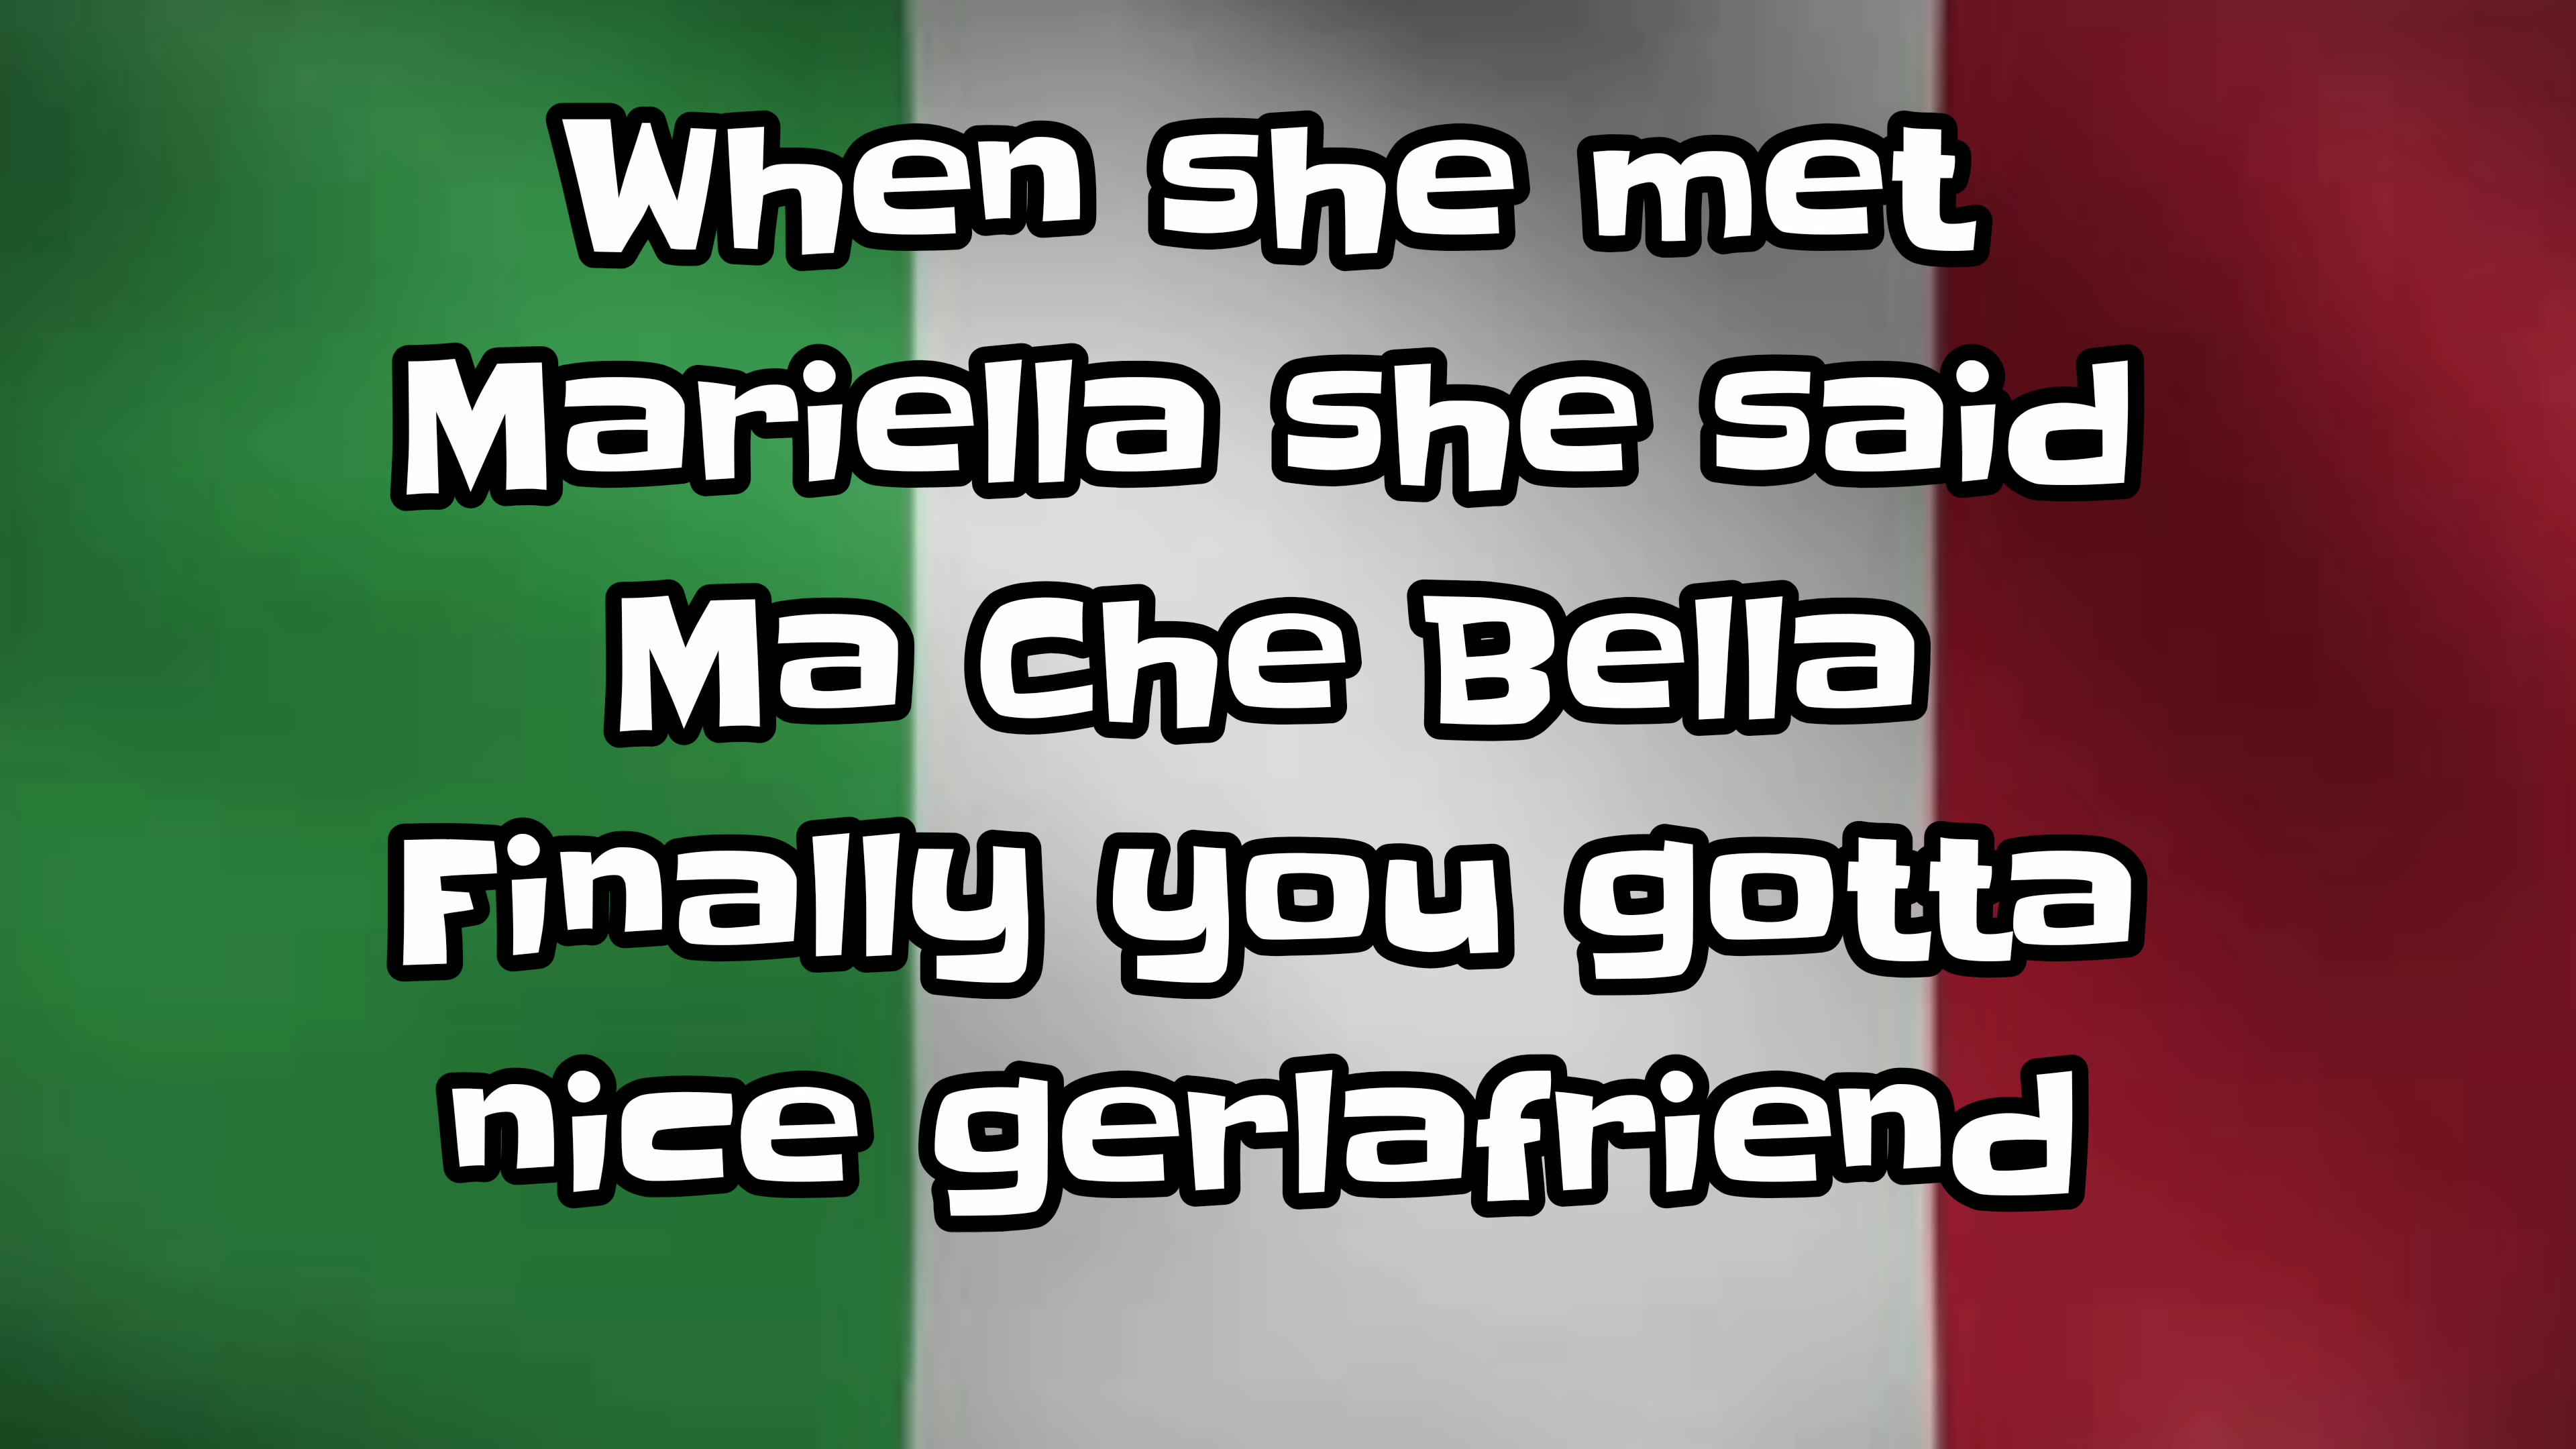 When she met
Mariella she said
Ma Che Bella
Finally you gotta
nice gerlafriend